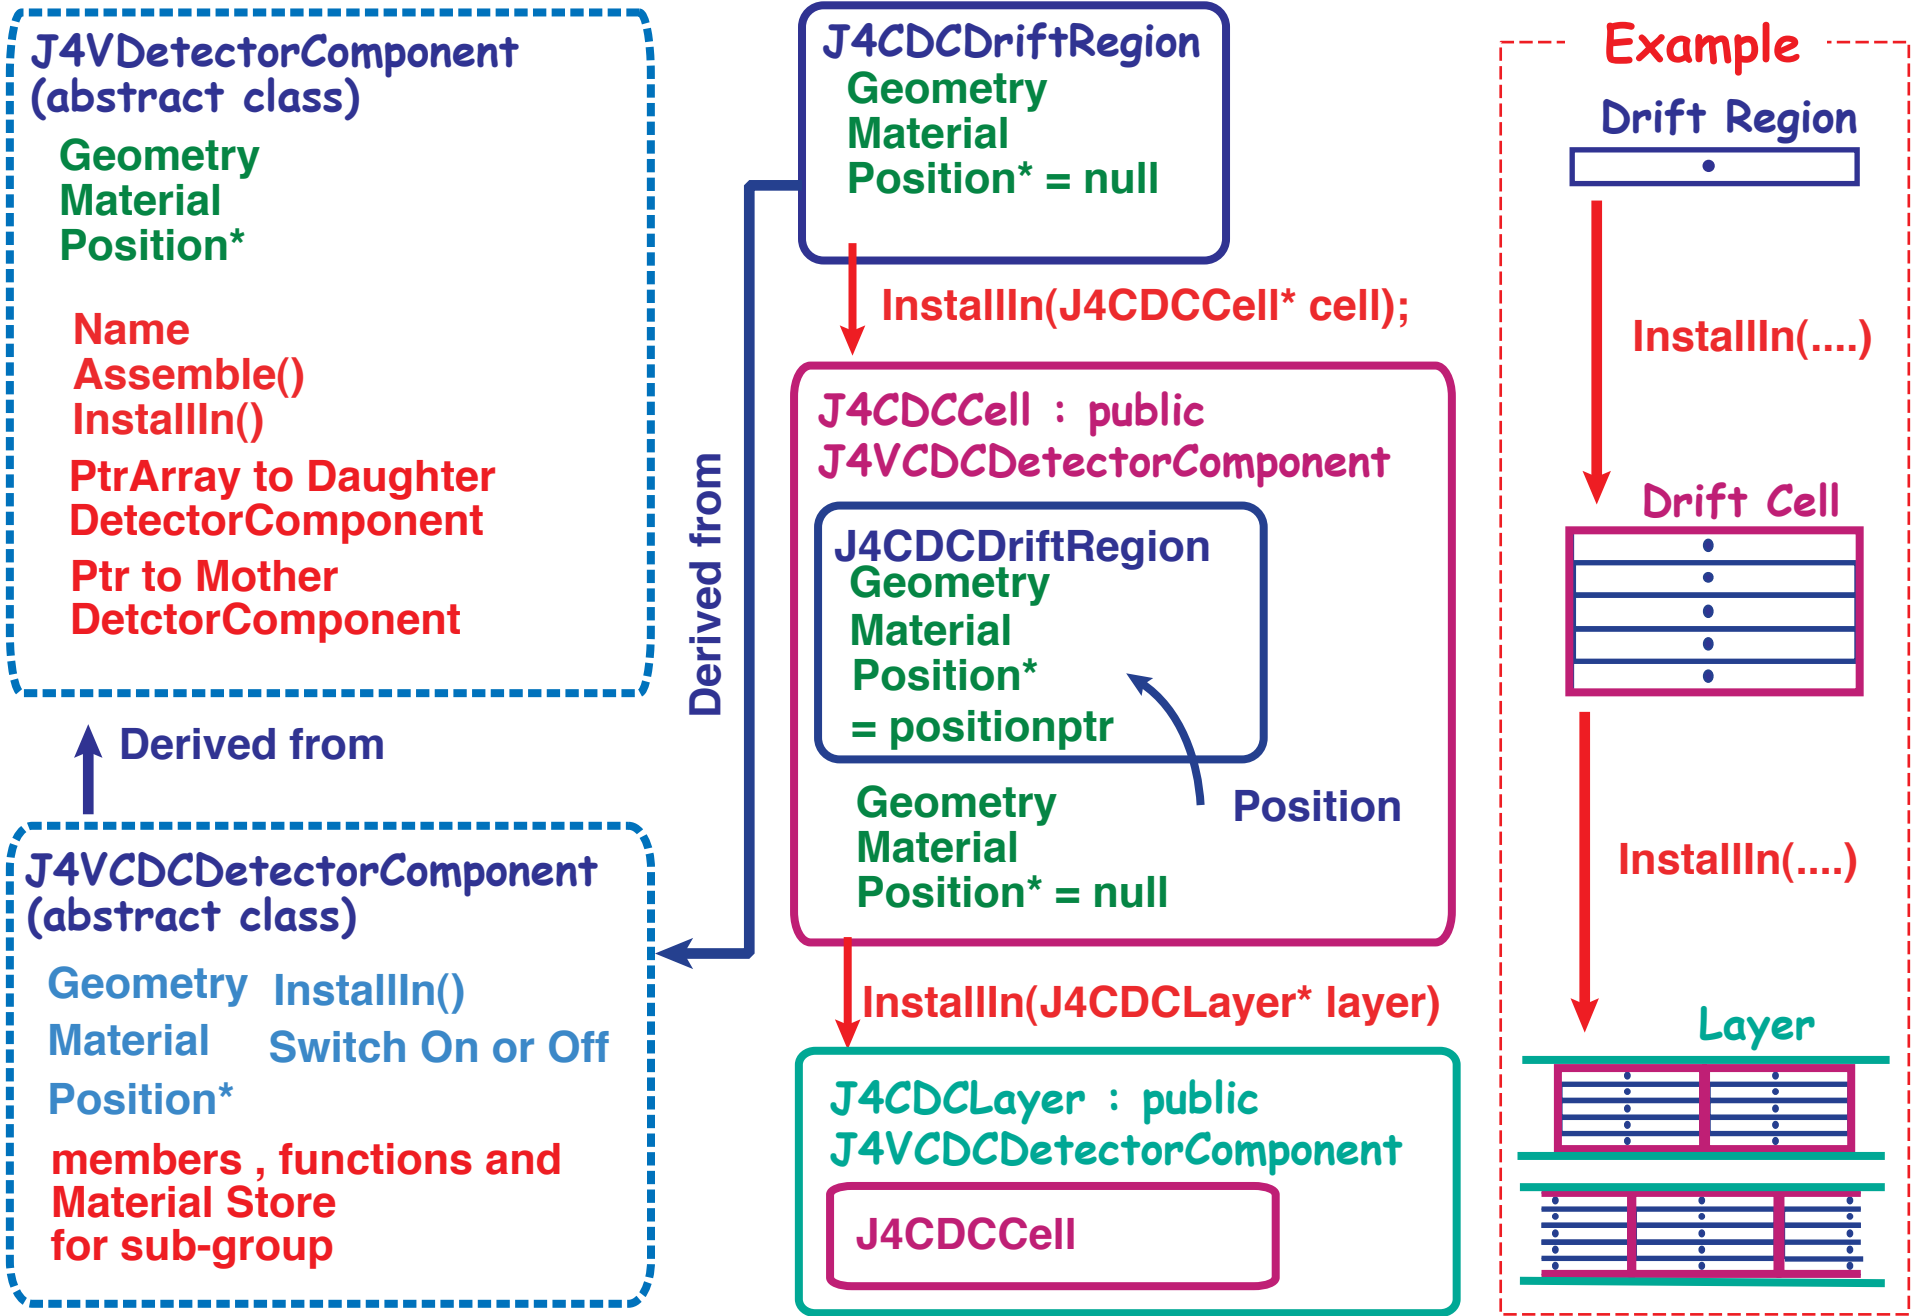 J4VDetectorComponent
(abstract class)
Geometry
Material
Position*
Name
Assemble()
InstallIn()
PtrArray to Daughter
DetectorComponent
Ptr to Mother
DetctorComponent
Derived from
J4VCDCDetectorComponent
(abstract class)
Geometry InstallIn()
Material Switch On or Off
Position*
members , functions and
Material Store
for sub-group
Derived from
J4CDCDriftRegion
Geometry
Material
Position* = null
InstallIn(J4CDCCell* cell);
J4CDCCell : public
J4VCDCDetectorComponent
J4CDCDriftRegion
Geometry
Material
Position*
= positionptr
Position
Geometry
Material
Position* = null
InstallIn(J4CDCLayer* layer)
J4CDCLayer : public
J4VCDCDetectorComponent
J4CDCCell
Example
Drift Region
InstallIn(....)
Drift Cell
InstallIn(....)
Layer